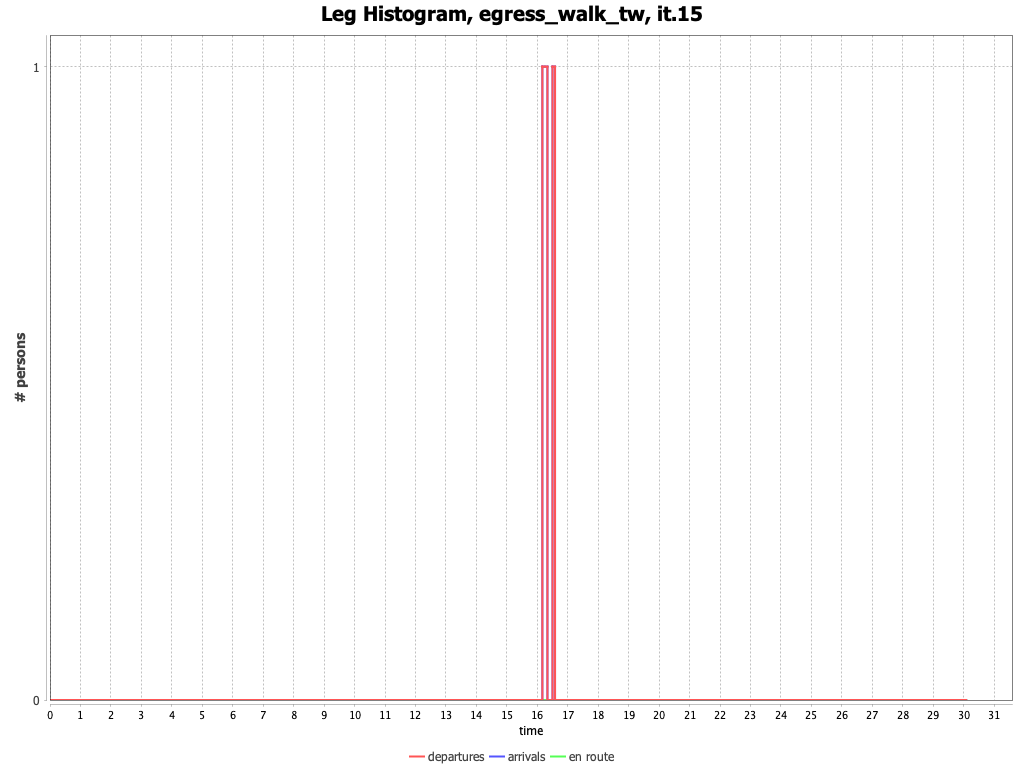 Leg Histogram, egress_walk_tw, it.15
1
# persons
0
0 1 2 3 4 5 6 7 8 9 10 11 12 13 14 15 16 17 18 19 20 21 22 23 24 25 26 27 28 29 30 31
time
departures arrivals en route